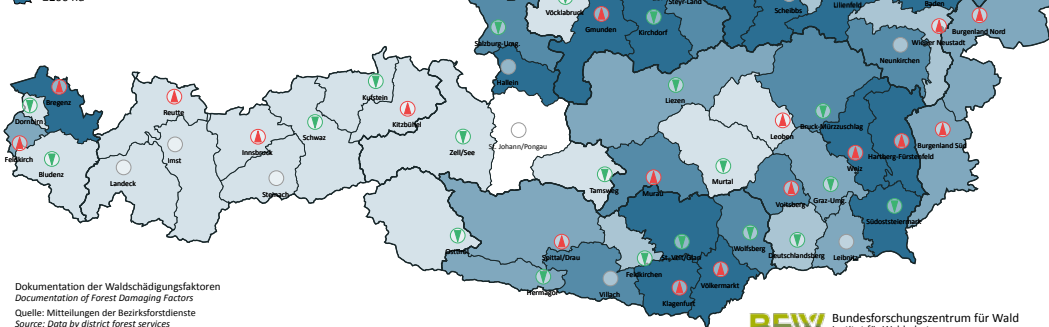 Vöcklabruck
Gmunden
Steyr-Land
Kirchdorf
Scheibbs
Lilienfeld
Baden
Wiener Neustadt
Burgenland Nord
Neunkirchen
Salzburg-Umg.
Hallein
Liezen
Bregenz
Dornbirn
Feldkirch
Bludenz
Reutte
Imst
Landeck
Innsbruck
Steinach
Schwaz
Kufstein
Kitzbühel
Zell/See
St. Johann/Pongau
Tamsweg
Murau
Murtal
Leoben
Bruck-Mürzzuschlag
Weiz
Hartberg-Fürstenfeld
Burgenland Süd
Voitsberg
Graz-Umg.
Südoststeiermark
Osttirol
Spittal/Drau
Hermagor
Feldkirchen
Villach
St. Veit/Glan
Klagenfurt
Völkermarkt
Wolfsberg
Deutschlandsberg
Leibnitz
Dokumentation der Waldschädigungsfaktoren
Documentation of Forest Damaging Factors
Quelle: Mitteilungen der Bezirksforstdienste
Source: Data by district forest services
BFW
Bundesforschungszentrum für Wald